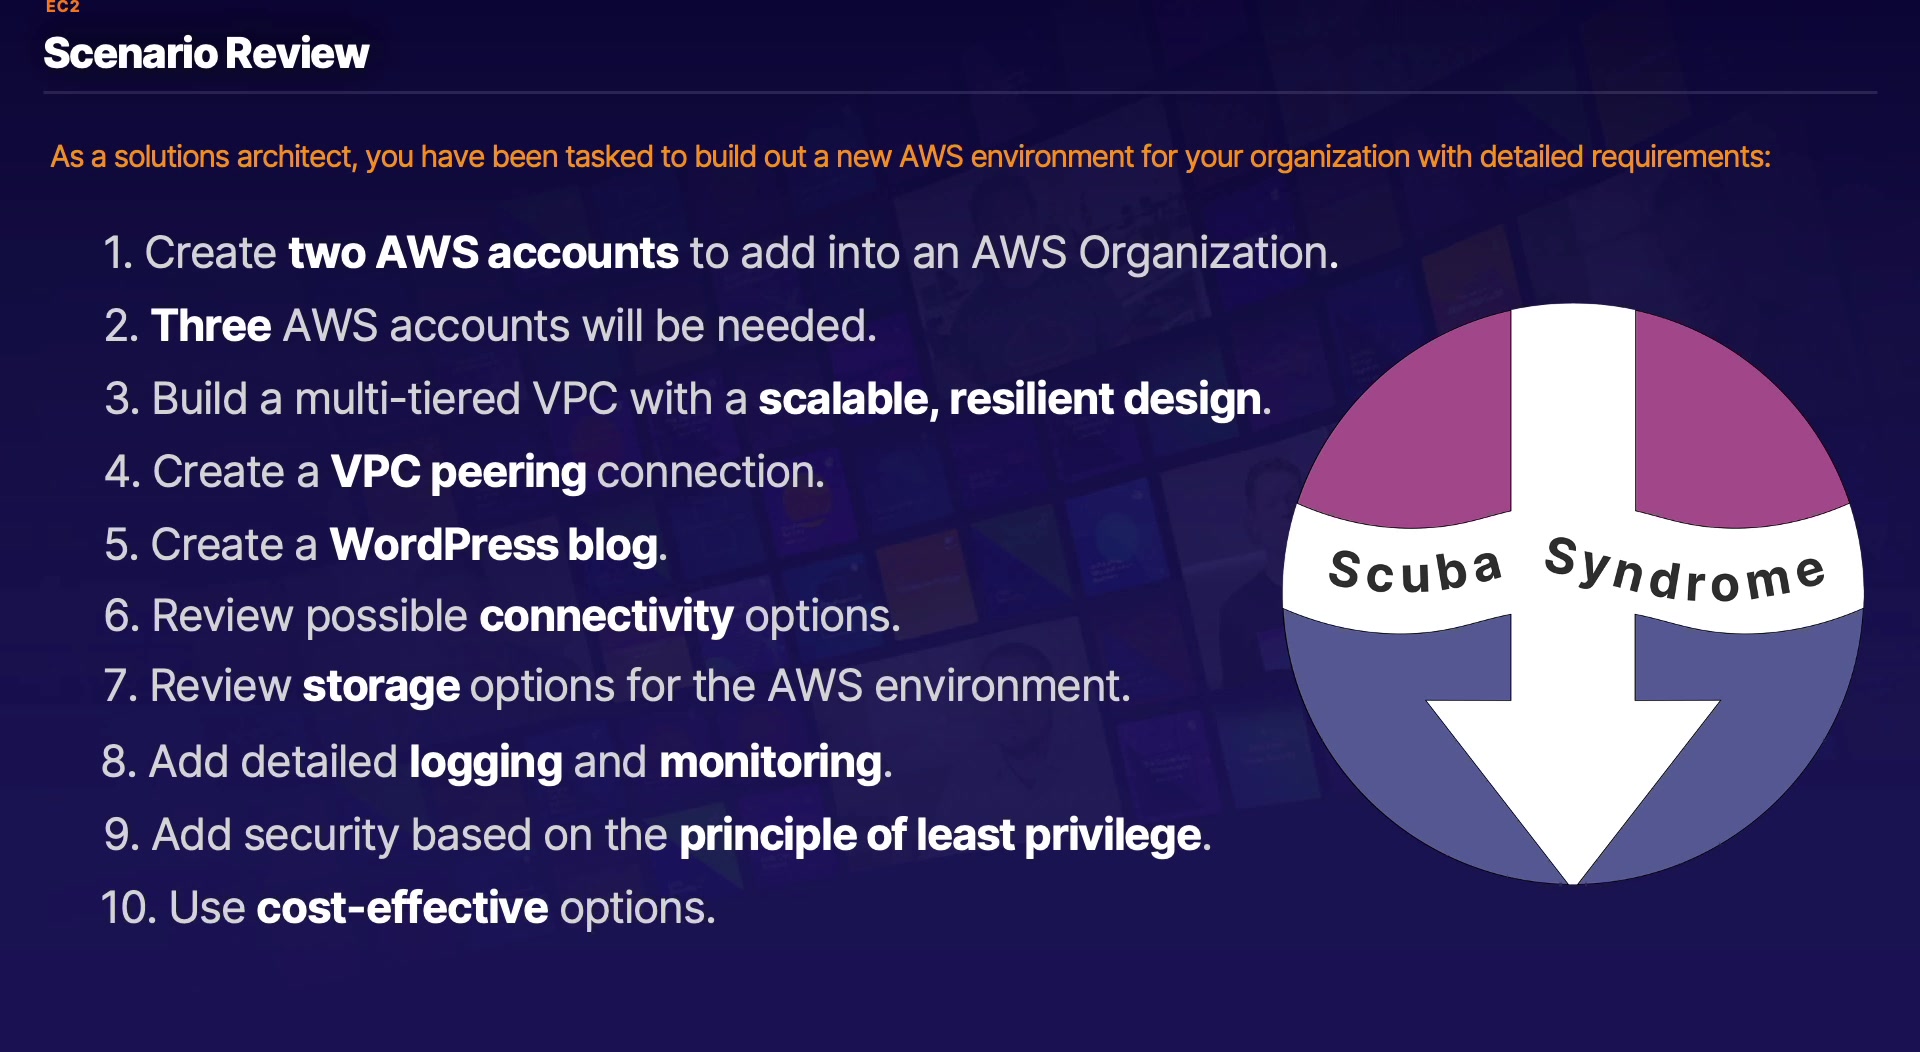 EC2
Scenario Review
As a solutions architect, you have been tasked to build out a new AWS environment for your organization with detailed requirements:
1. Create two AWS accounts to add into an AWS Organization.
2. Three AWS accounts will be needed.
3. Build a multi-tiered VPC with a scalable, resilient design.
4. Create a VPC peering connection.
5. Create a WordPress blog.
6. Review possible connectivity options.
7. Review storage options for the AWS environment.
8. Add detailed logging and monitoring.
9. Add security based on the principle of least privilege.
10. Use cost-effective options.
Scuba Syndrome